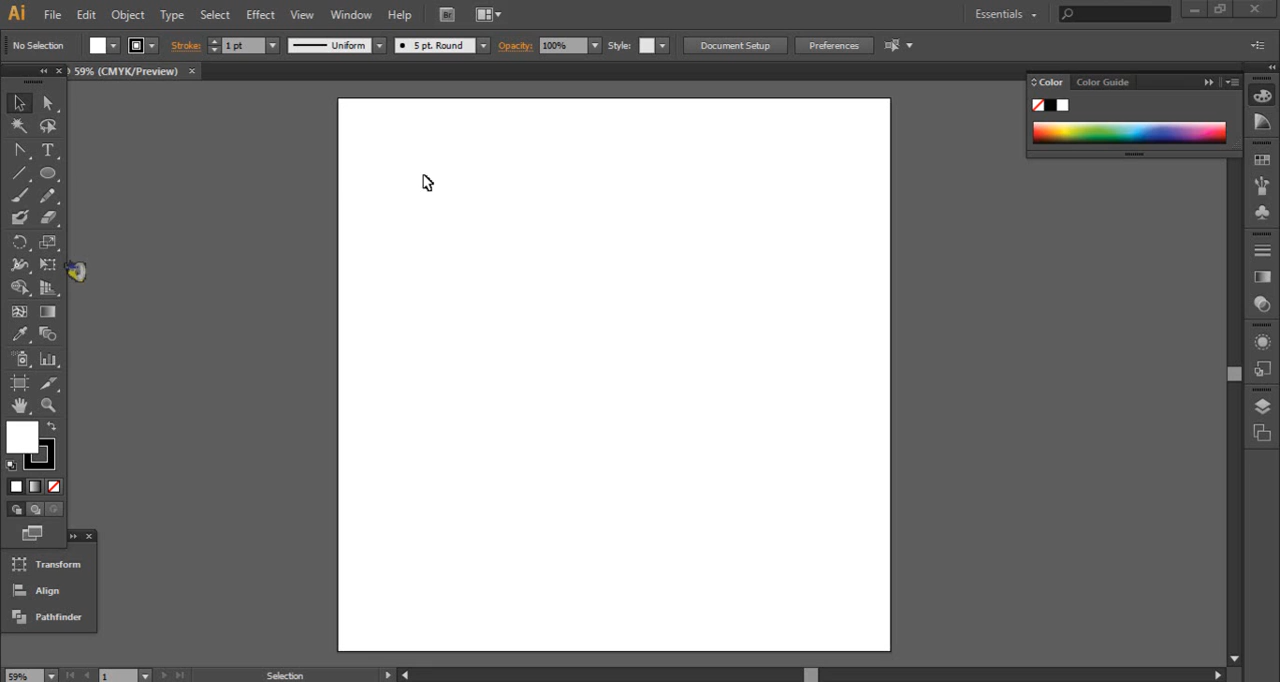 Ai File Edit Object Type Select Effect View Window Help Br Essentials
No Selection Stroke: 1 pt Uniform 5 pt. Round Opacity: 100% Style: Document Setup Preferences
59% (CMYK/Preview)
Color Color Guide
T
Transform
Align
Pathfinder
59% 1 Selection